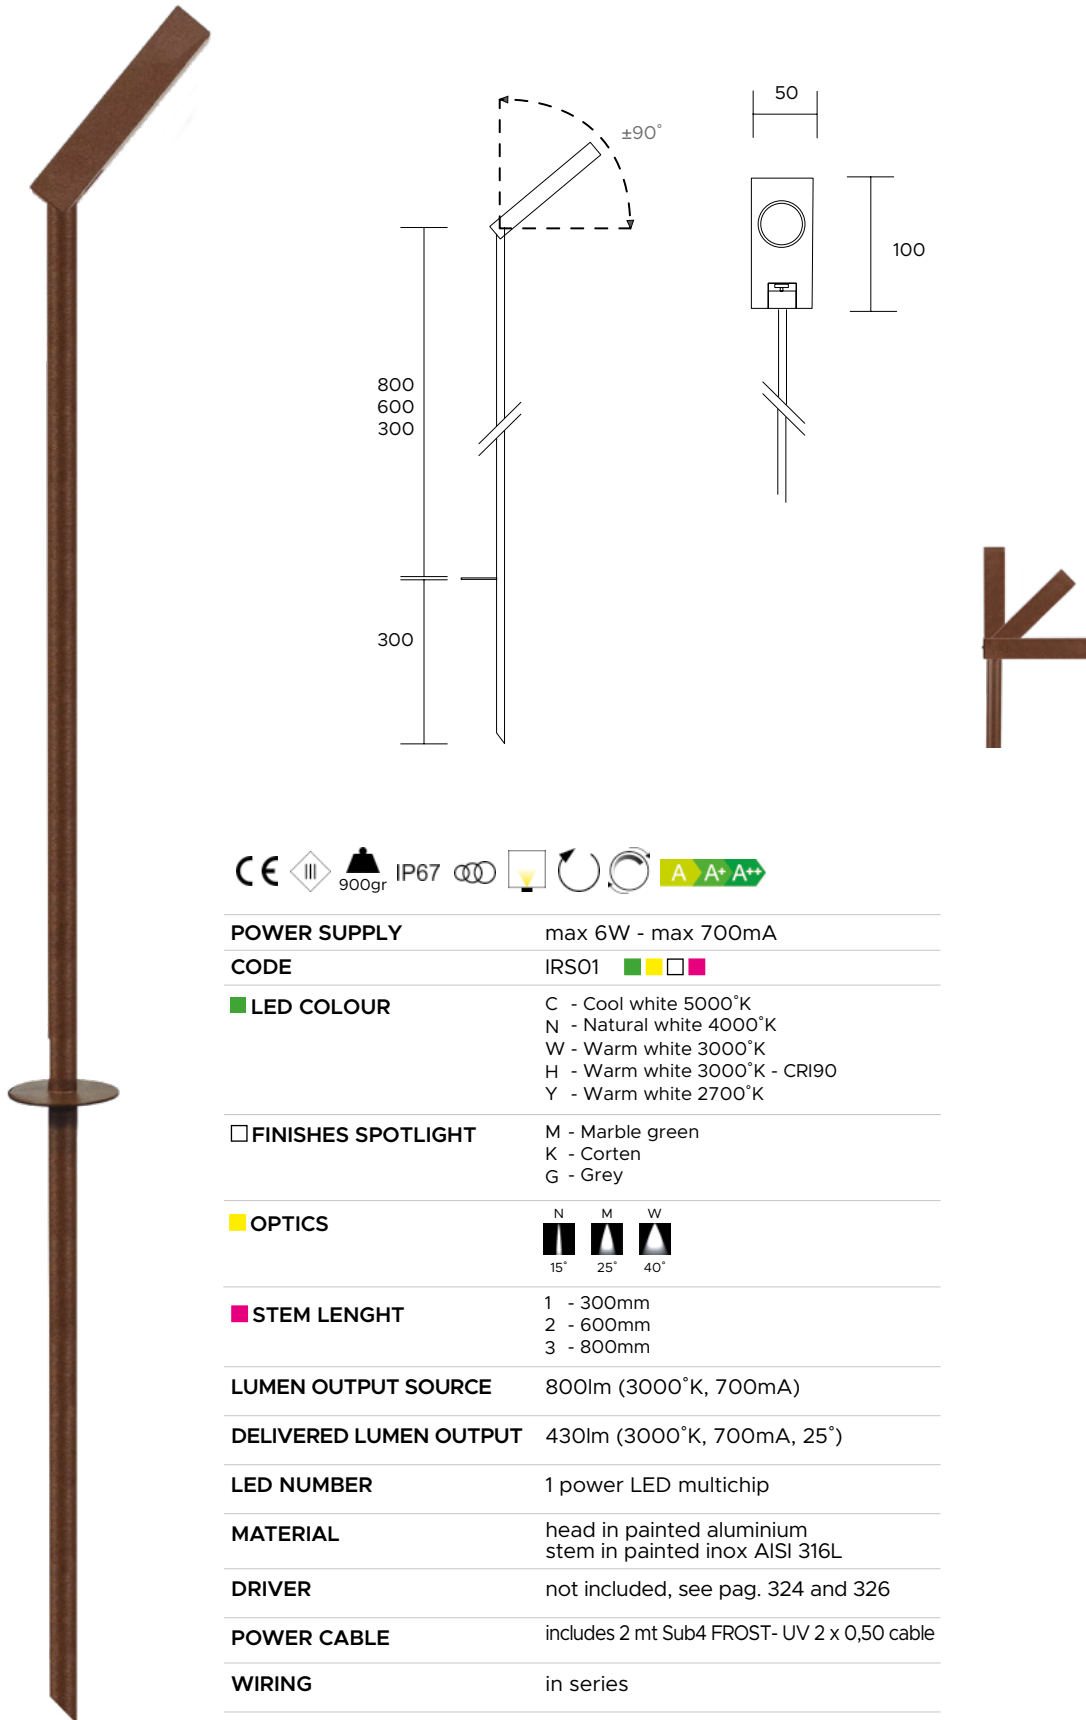 50
±90°
100
800
600
300
300
CE III 900gr IP67 A A+ A++
POWER SUPPLY max 6W - max 700mA
CODE IRS01
LED COLOUR C - Cool white 5000°K
N - Natural white 4000°K
W - Warm white 3000°K
H - Warm white 3000°K - CRI90
Y - Warm white 2700°K
FINISHES SPOTLIGHT M - Marble green
K - Corten
G - Grey
OPTICS N M W
15° 25° 40°
STEM LENGHT 1 - 300mm
2 - 600mm
3 - 800mm
LUMEN OUTPUT SOURCE 800lm (3000°K, 700mA)
DELIVERED LUMEN OUTPUT 430lm (3000°K, 700mA, 25°)
LED NUMBER 1 power LED multichip
MATERIAL head in painted aluminium
stem in painted inox AISI 316L
DRIVER not included, see pag. 324 and 326
POWER CABLE includes 2 mt Sub4 FROST- UV 2 x 0,50 cable
WIRING in series